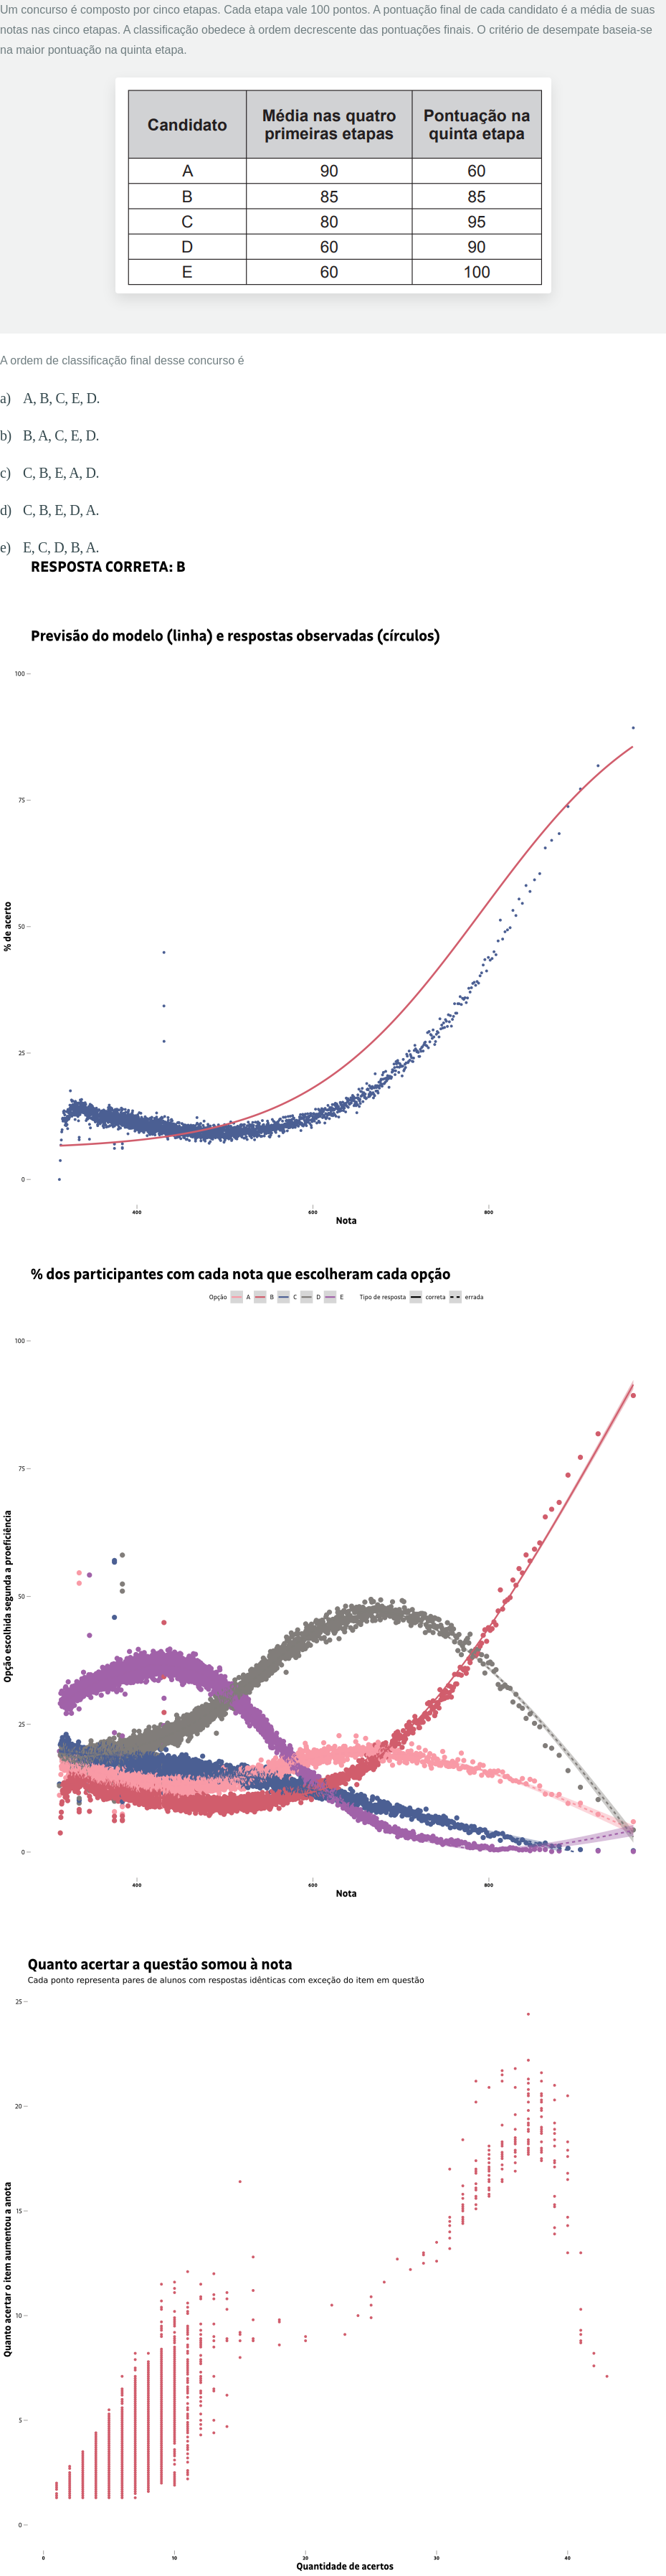 Um concurso é composto por cinco etapas. Cada etapa vale 100 pontos. A pontuação final de cada candidato é a média de suas
notas nas cinco etapas. A classificação obedece à ordem decrescente das pontuações finais. O critério de desempate baseia-se
na maior pontuação na quinta etapa.
Candidato Média nas quatro primeiras etapas Pontuação na quinta etapa
A 90 60
B 85 85
C 80 95
D 60 90
E 60 100
A ordem de classificação final desse concurso é
a) A, B, C, E, D.
b) B, A, C, E, D.
c) C, B, E, A, D.
d) C, B, E, D, A.
e) E, C, D, B, A.
RESPOSTA CORRETA: B
Previsão do modelo (linha) e respostas observadas (círculos)
% de acerto
100
75
50
25
0
400 600 800
Nota
% dos participantes com cada nota que escolheram cada opção
Opção A B C D E Tipo de resposta correta errada
Opção escolhida segunda a proeficiência
100
75
50
25
0
400 600 800
Nota
Quanto acertar a questão somou à nota
Cada ponto representa pares de alunos com respostas idênticas com exceção do item em questão
Quanto acertar o item aumentou a anota
25
20
15
10
5
0
0 10 20 30 40
Quantidade de acertos